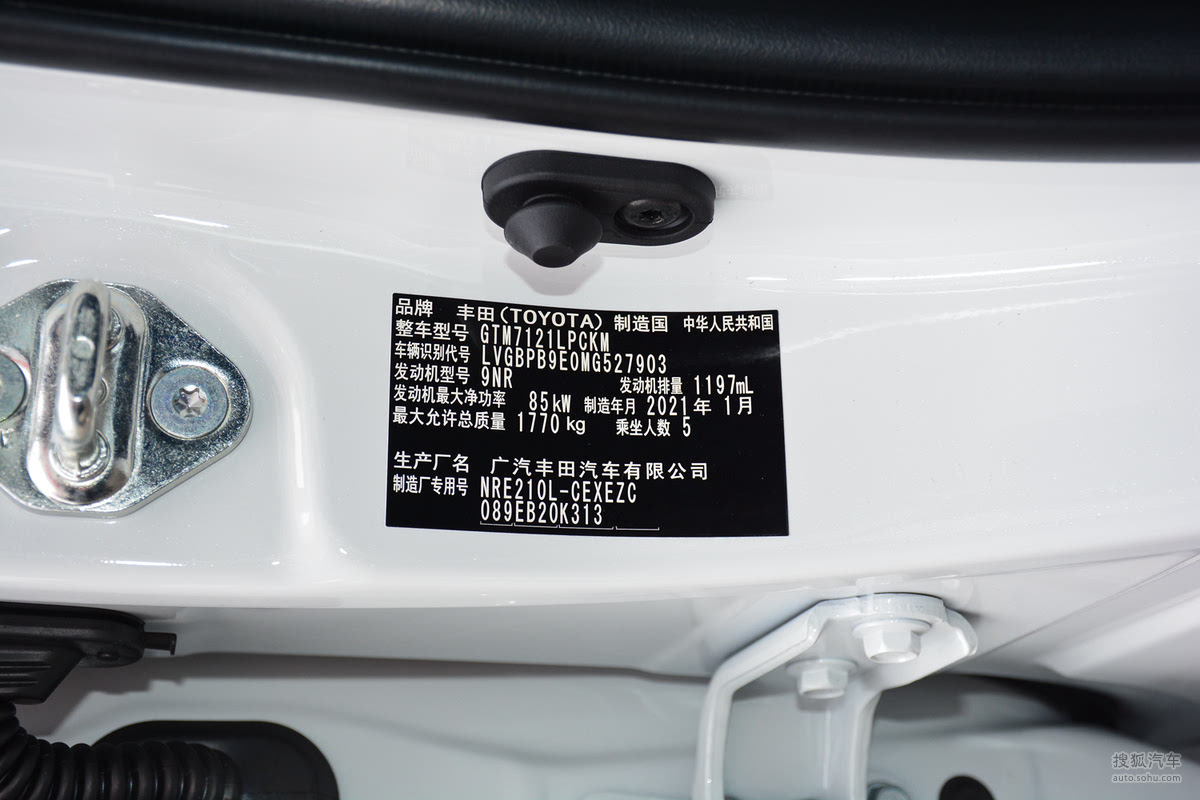 品牌 丰田(TOYOTA) 制造国 中华人民共和国
整车型号 GTM7121LPCKM
车辆识别代号 LVGBPB9E0MG527903
发动机型号 9NR 发动机排量 1197mL
发动机最大净功率 85kW 制造年月 2021年 1月
最大允许总质量 1770kg 乘坐人数 5
生产厂名 广汽丰田汽车有限公司
制造厂专用号 NRE210L-CEXEZC
089EB20K313
搜狐汽车
auto.sohu.com